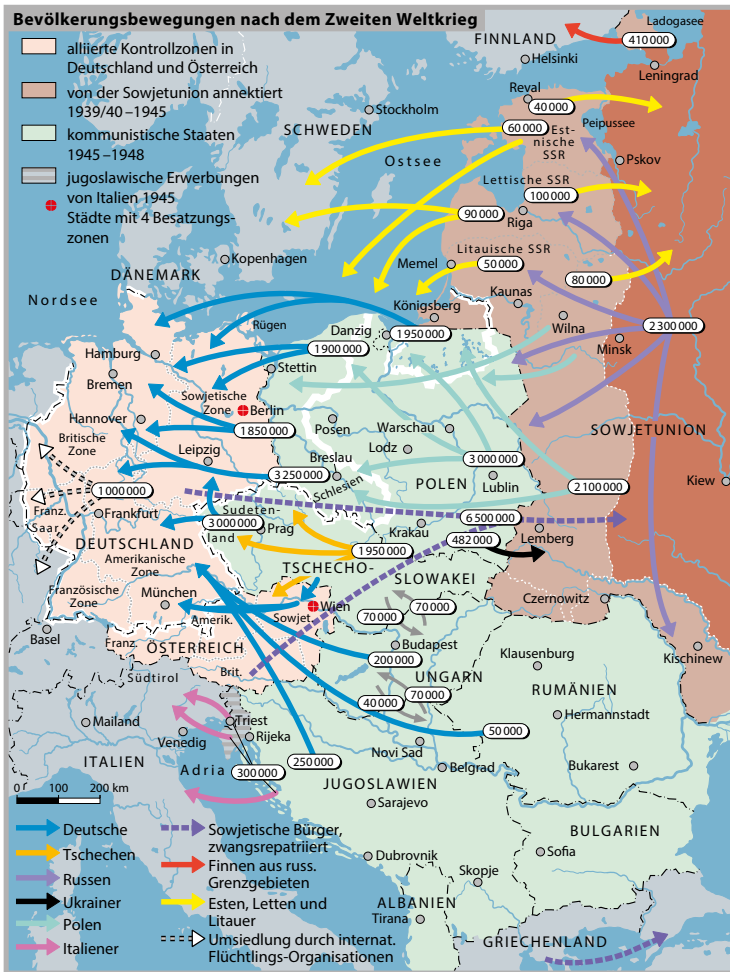 Bevölkerungsbewegungen nach dem Zweiten Weltkrieg
alliierte Kontrollzonen in
Deutschland und Österreich
von der Sowjetunion annektiert
1939/40 – 1945
kommunistische Staaten
1945 – 1948
jugoslawische Erwerbungen
von Italien 1945
Städte mit 4 Besatzungs-
zonen
FINNLAND
Ladogasee
410 000
Helsinki
Leningrad
Reval
40 000
Stockholm
SCHWEDEN
60 000
Est-
nische
SSR
Peipussee
Ostsee
Pskov
Lettische SSR
100 000
90 000
Riga
Kopenhagen
Litauische SSR
Memel
50 000
80 000
DÄNEMARK
Nordsee
Kaunas
Königsberg
Rügen
Danzig
1 950 000
Wilna
2 300 000
Hamburg
1 900 000
Minsk
Bremen
Stettin
Sowjetische
Zone
Berlin
Hannover
Posen
Warschau
1 850 000
SOWJETUNION
Britische
Zone
Lodz
Leipzig
Breslau
3 000 000
3 250 000
POLEN
Lublin
Kiew
1 000 000
Schlesien
2 100 000
Franz.
Saar
Frankfurt
3 000 000
Sudeten-
land
Prag
6 500 000
Krakau
Lemberg
DEUTSCHLAND
482 000
Amerikanische
Zone
1 950 000
TSCHECHO-
SLOWAKEI
Französische
Zone
München
Wien
Czernowitz
Amerik.
Sowjet.
70 000
70 000
Basel
Franz.
ÖSTERREICH
Budapest
Klausenburg
Kischinew
Brit.
200 000
Südtirol
UNGARN
RUMÄNIEN
70 000
40 000
Mailand
Triest
Hermannstadt
50 000
Venedig
Rijeka
Novi Sad
ITALIEN
250 000
Belgrad
Bukarest
Adria
300 000
JUGOSLAWIEN
0 100 200 km
Sarajevo
BULGARIEN
Sofia
Dubrovnik
Skopje
ALBANIEN
Tirana
GRIECHENLAND
Deutsche
Tschechen
Russen
Ukrainer
Polen
Italiener
Sowjetische Bürger,
zwangsrepatriiert
Finnen aus russ.
Grenzgebieten
Esten, Letten und
Litauer
Umsiedlung durch internat.
Flüchtlings-Organisationen